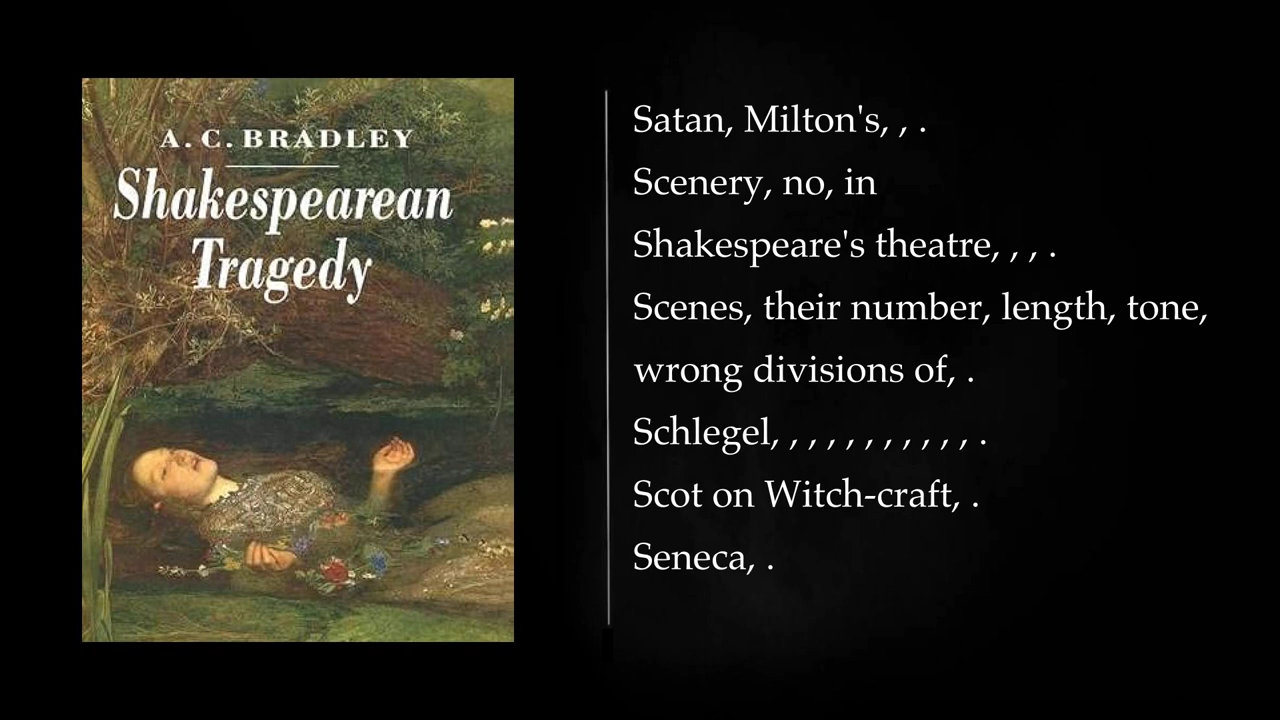 A. C. BRADLEY
Shakespearean
Tragedy
Satan, Milton's, , .
Scenery, no, in
Shakespeare's theatre, , , .
Scenes, their number, length, tone,
wrong divisions of, .
Schlegel, , , , , , , , , , , .
Scot on Witch-craft, .
Seneca, .